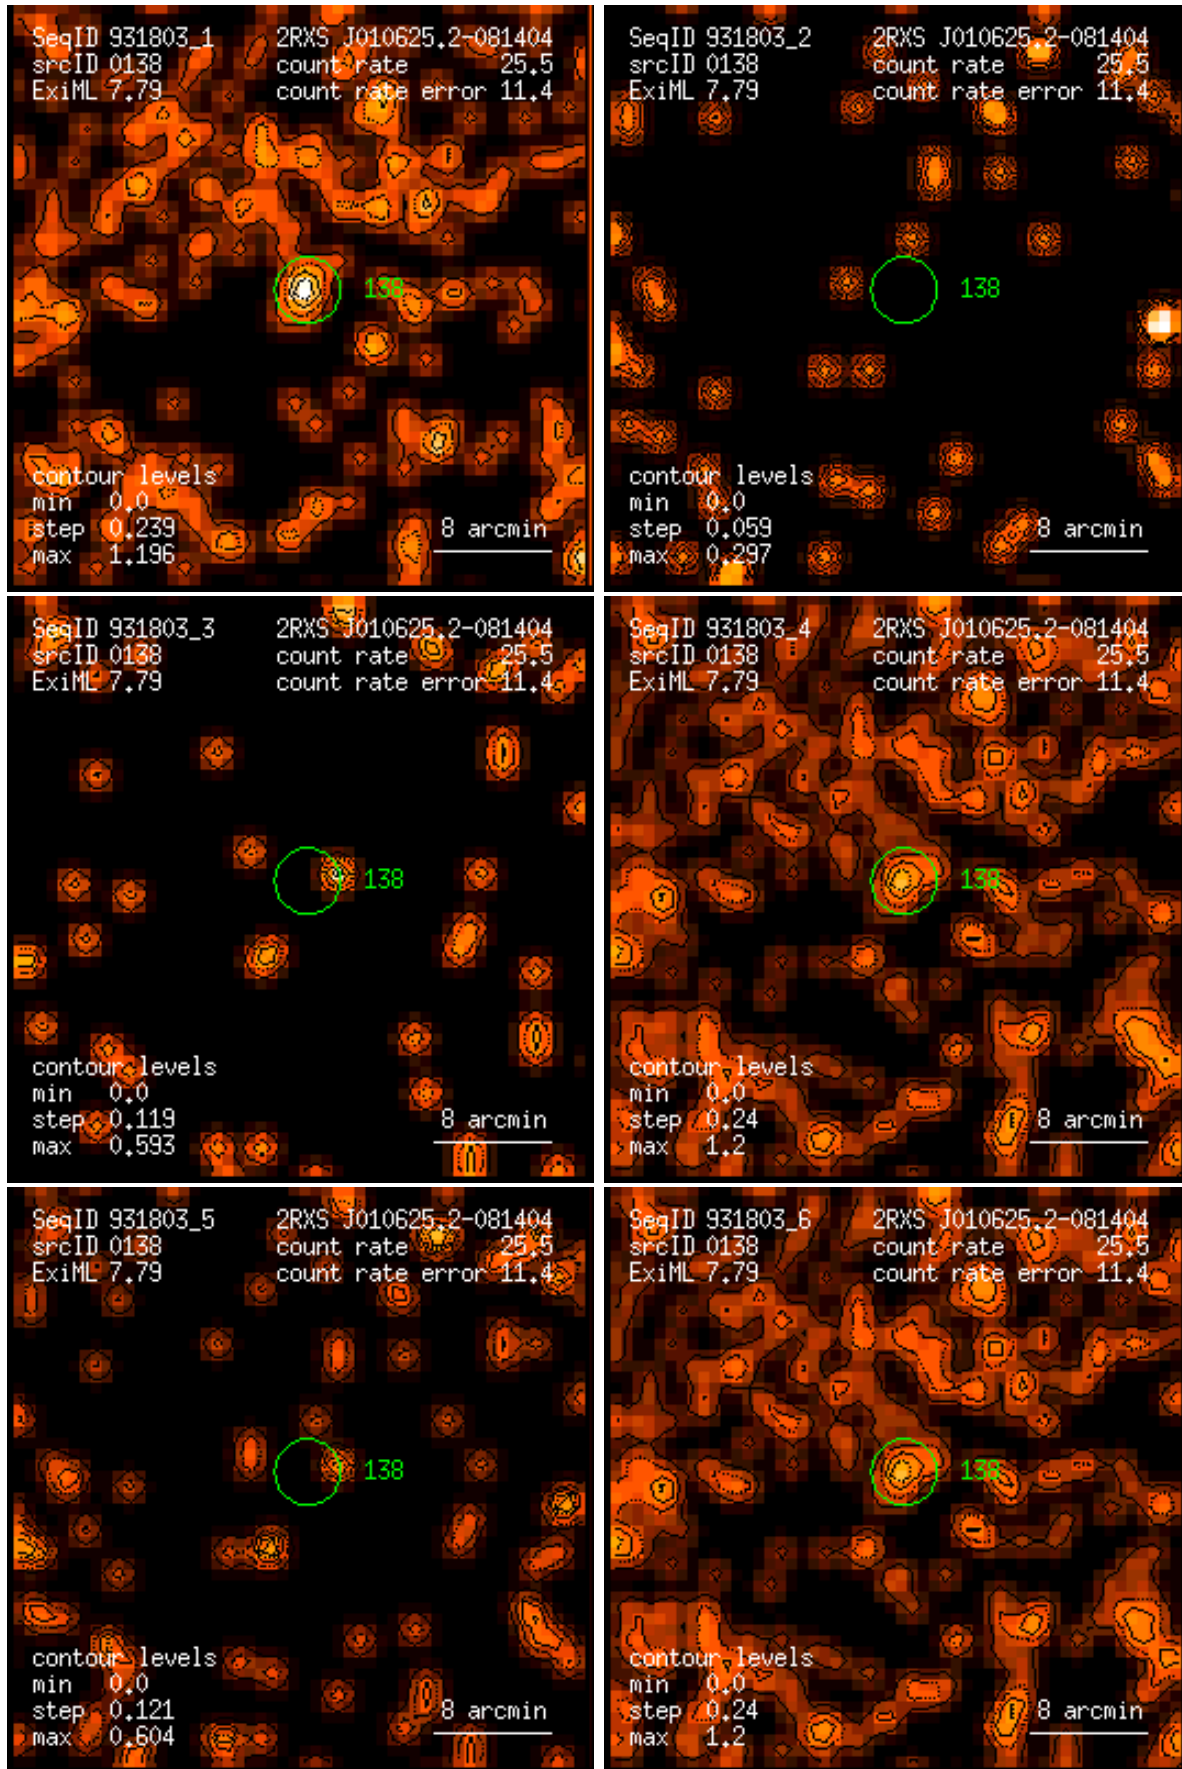 SeqID 931803_1 2RXS J010625.2-081404
srcID 0138 count rate 25.5
ExiML 7.79 count rate error 11.4
138
contour levels
min 0.0
step 0.239 8 arcmin
max 1.196
SeqID 931803_2 2RXS J010625.2-081404
srcID 0138 count rate 25.5
ExiML 7.79 count rate error 11.4
138
contour levels
min 0.0
step 0.059 8 arcmin
max 0.297
SeqID 931803_3 2RXS J010625.2-081404
srcID 0138 count rate 25.5
ExiML 7.79 count rate error 11.4
138
contour levels
min 0.0
step 0.119 8 arcmin
max 0.593
SeqID 931803_4 2RXS J010625.2-081404
srcID 0138 count rate 25.5
ExiML 7.79 count rate error 11.4
138
contour levels
min 0.0
step 0.24 8 arcmin
max 1.2
SeqID 931803_5 2RXS J010625.2-081404
srcID 0138 count rate 25.5
ExiML 7.79 count rate error 11.4
138
contour levels
min 0.0
step 0.121 8 arcmin
max 0.604
SeqID 931803_6 2RXS J010625.2-081404
srcID 0138 count rate 25.5
ExiML 7.79 count rate error 11.4
138
contour levels
min 0.0
step 0.24 8 arcmin
max 1.2